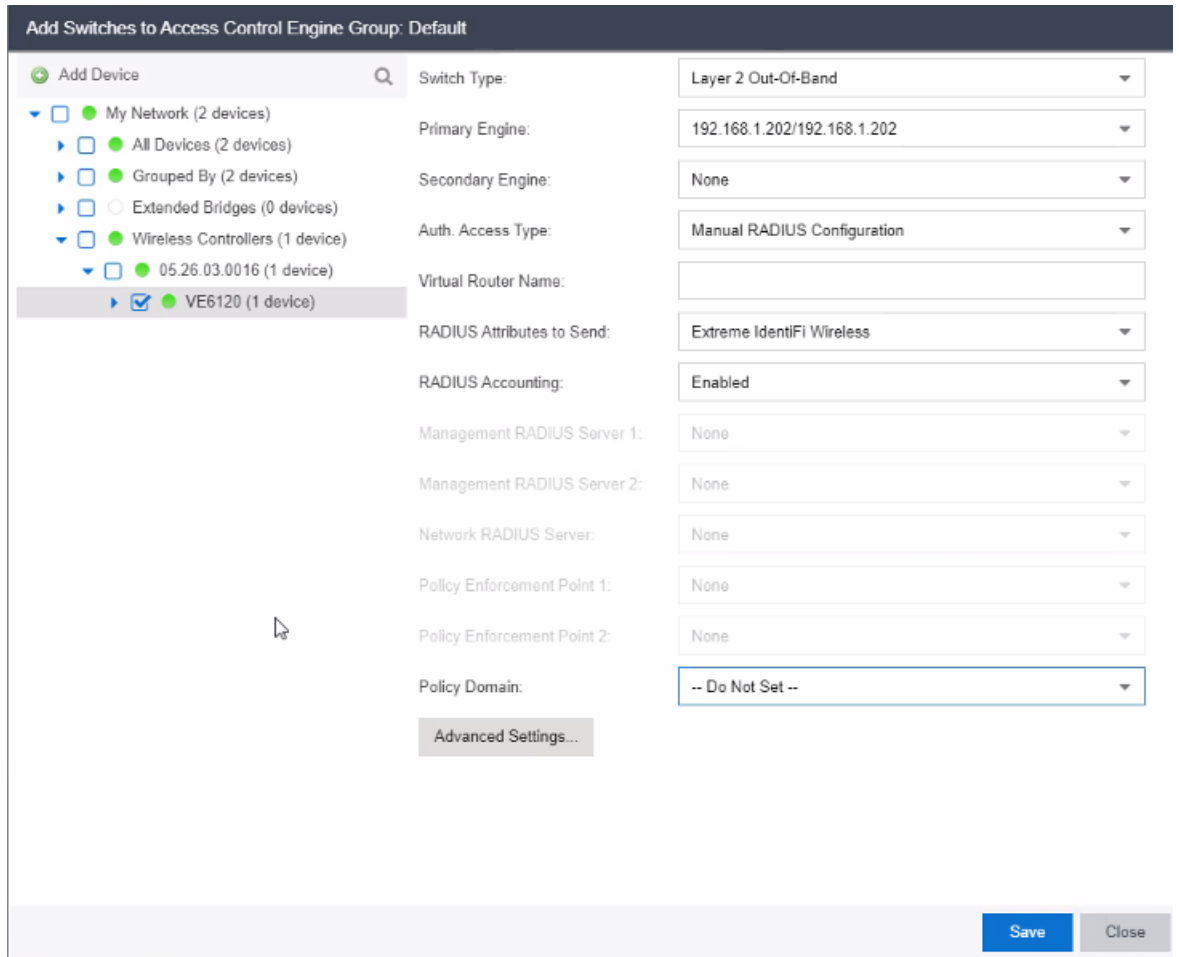 Add Switches to Access Control Engine Group: Default
Add Device
My Network (2 devices)
All Devices (2 devices)
Grouped By (2 devices)
Extended Bridges (0 devices)
Wireless Controllers (1 device)
05.26.03.0016 (1 device)
VE6120 (1 device)
Switch Type: Layer 2 Out-Of-Band
Primary Engine: 192.168.1.202/192.168.1.202
Secondary Engine: None
Auth. Access Type: Manual RADIUS Configuration
Virtual Router Name:
RADIUS Attributes to Send: Extreme IdentiFi Wireless
RADIUS Accounting: Enabled
Management RADIUS Server 1: None
Management RADIUS Server 2: None
Network RADIUS Server: None
Policy Enforcement Point 1: None
Policy Enforcement Point 2: None
Policy Domain: -- Do Not Set --
Advanced Settings...
Save Close